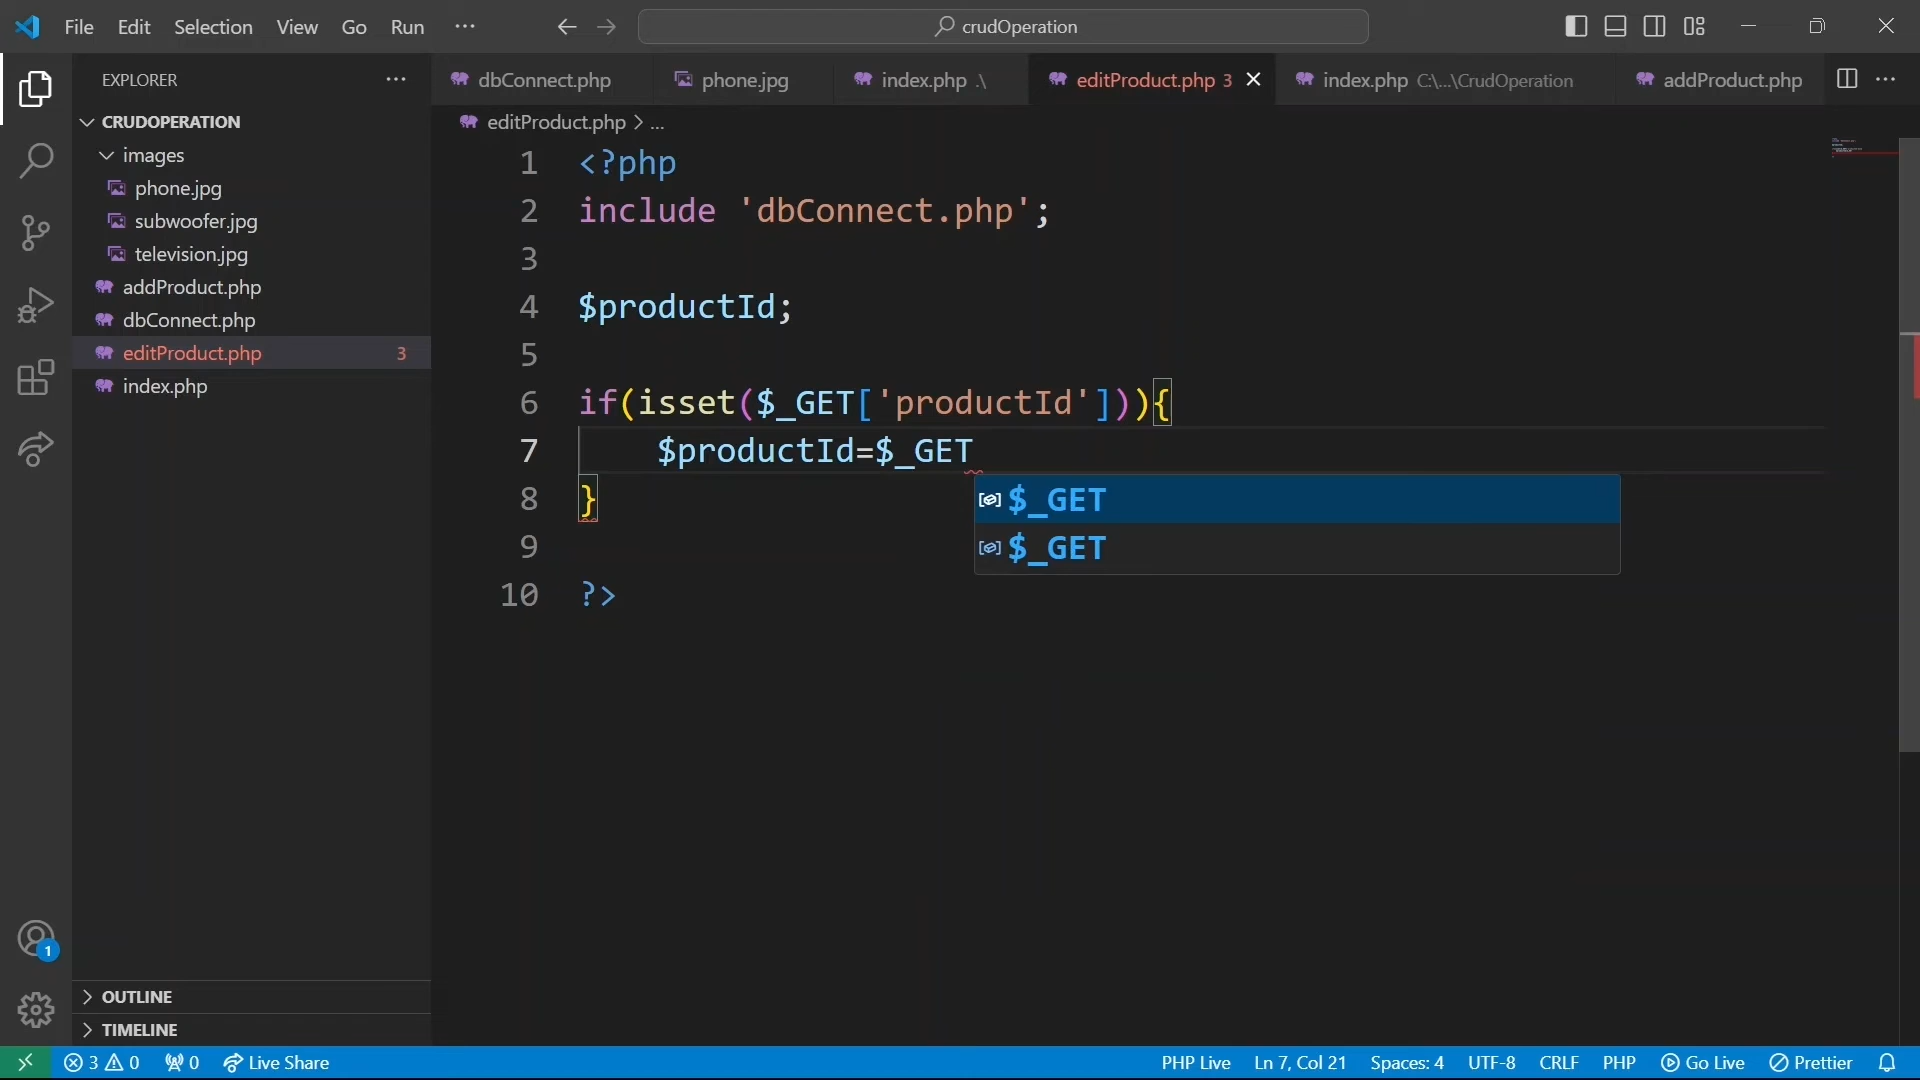 File Edit Selection View Go Run ··· crudOperation
EXPLORER ···
CRUDOPERATION
images
phone.jpg
subwoofer.jpg
television.jpg
addProduct.php
dbConnect.php
editProduct.php 3
index.php
OUTLINE
TIMELINE
dbConnect.php phone.jpg index.php .\ editProduct.php 3 index.php C:\...\CrudOperation addProduct.php ···
editProduct.php > ...
1 <?php
2 include 'dbConnect.php';
3
4 $productId;
5
6 if(isset($_GET['productId'])){
7 $productId=$_GET
8 }
9
10 ?>
$_GET
$_GET
1
3 0 0 Live Share PHP Live Ln 7, Col 21 Spaces: 4 UTF-8 CRLF PHP Go Live Prettier